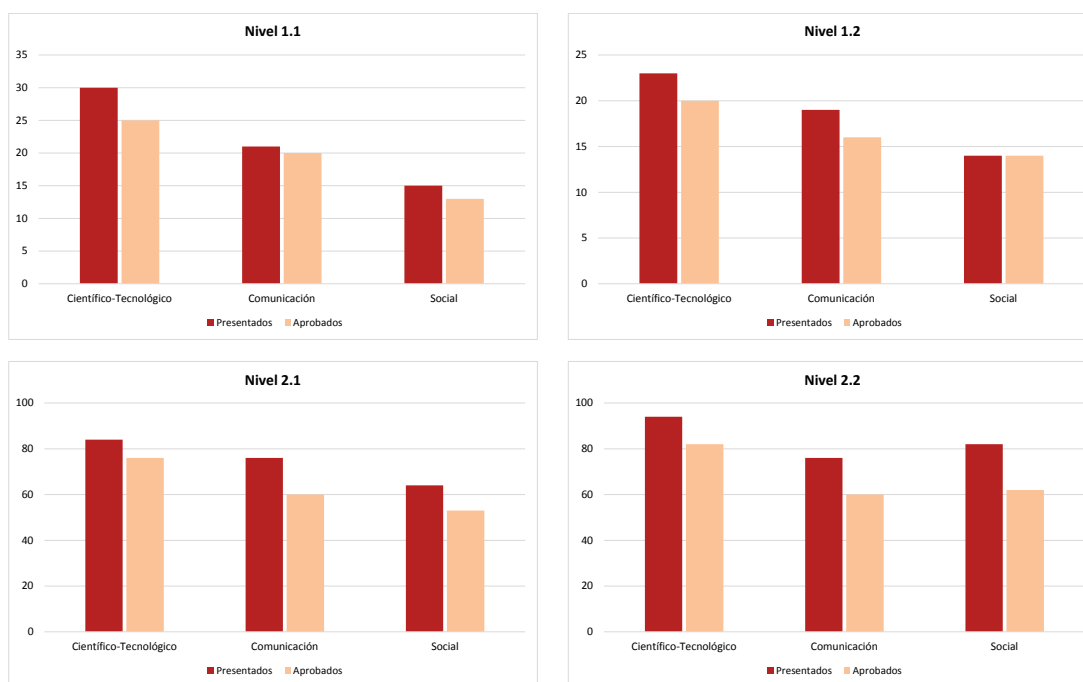 Nivel 1.1
35
30
25
20
15
10
5
0
Científico-Tecnológico Comunicación Social
Presentados Aprobados
Nivel 1.2
25
20
15
10
5
0
Científico-Tecnológico Comunicación Social
Presentados Aprobados
Nivel 2.1
100
80
60
40
20
0
Científico-Tecnológico Comunicación Social
Presentados Aprobados
Nivel 2.2
100
80
60
40
20
0
Científico-Tecnológico Comunicación Social
Presentados Aprobados